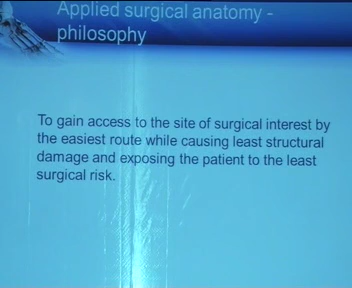 Applied surgical anatomy -
philosophy
To gain access to the site of surgical interest by
the easiest route while causing least structural
damage and exposing the patient to the least
surgical risk.